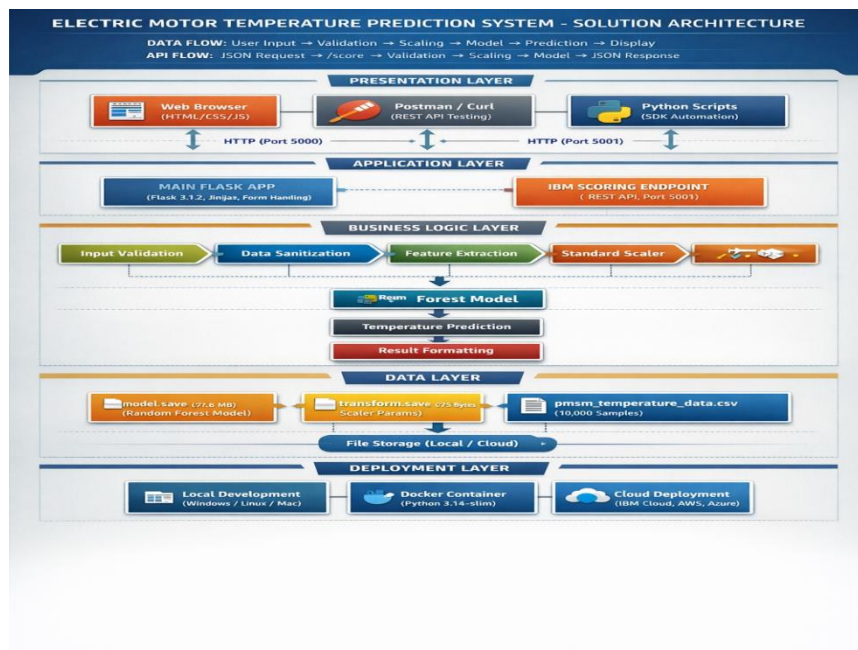 ELECTRIC MOTOR TEMPERATURE PREDICTION SYSTEM – SOLUTION ARCHITECTURE
DATA FLOW: User Input → Validation → Scaling → Model → Prediction → Display
API FLOW: JSON Request → /score → Validation → Scaling → Model → JSON Response
PRESENTATION LAYER
Web Browser
(HTML/CSS/JS)
Postman / Curl
(REST API Testing)
Python Scripts
(SDK Automation)
HTTP (Port 5000)
HTTP (Port 5001)
APPLICATION LAYER
MAIN FLASK APP
(Flask 3.1.2, Jinijas, Form Hamling)
IBM SCORING ENDPOINT
( REST API, Port 5001)
BUSINESS LOGIC LAYER
Input Validation
Data Sanitization
Feature Extraction
Standard Scaler
Forest Model
Temperature Prediction
Result Formatting
DATA LAYER
model.save (77.6 MB)
(Random Forest Model)
transform.save Bytes
Scaler Params)
pmsm_temperature_data.csv
(10,000 Samples)
File Storage (Local / Cloud)
DEPLOYMENT LAYER
Local Development
(Windows / Linux / Mac)
Docker Container
(Python 3.14-slim)
Cloud Deployment
(IBM Cloud, AWS, Azure)